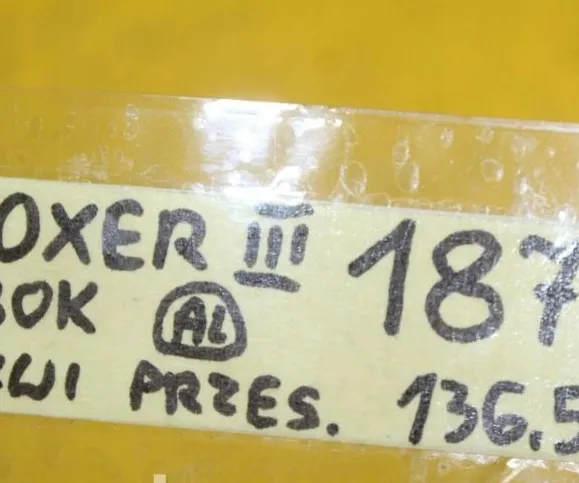 OXER III 187
BOK AL
EWI PRZES. 136,5